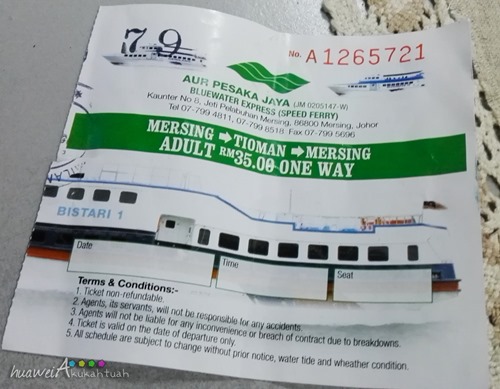 79
No. A1265721
AUR PESAKA JAYA (JM 0205147-W)
BLUEWATER EXPRESS (SPEED FERRY)
Kaunter No 8, Jeti Pelabuhan Mersing, 86800 Mersing, Johor
Tel 07-799 4811, 07-799 8518 Fax 07-799 5696
MERSING ➡ TIOMAN ➡ MERSING
ADULT RM35.00 ONE WAY
BISTARI 1
Date
Time
Seat
Terms & Conditions:-
1. Ticket non-refundable.
2. Agents, its servants, will not be responsible for any accidents.
3. Agents will not be liable for any inconvenience or breach of contract due to breakdowns.
4. Ticket is valid on the date of departure only.
5. All schedule are subject to change without prior notice, water tide and wheather condition.
huawei Akukahtuah